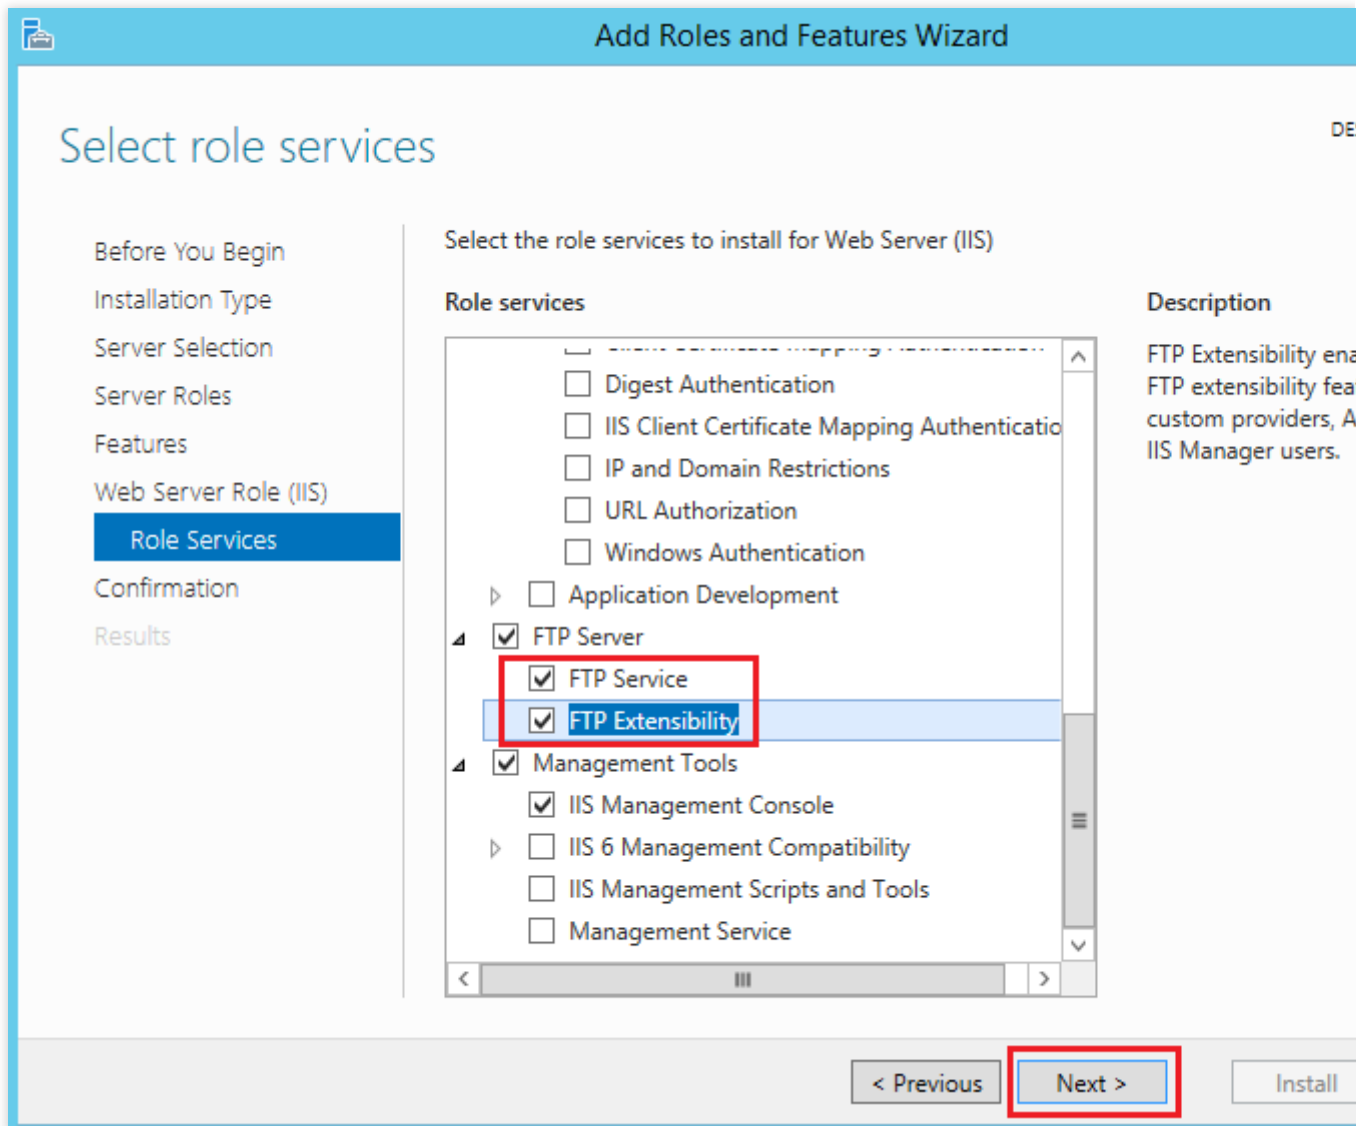 Add Roles and Features Wizard
Select role services
Before You Begin
Installation Type
Server Selection
Server Roles
Features
Web Server Role (IIS)
Role Services
Confirmation
Results
Select the role services to install for Web Server (IIS)
Role services
Digest Authentication
IIS Client Certificate Mapping Authenticatio
IP and Domain Restrictions
URL Authorization
Windows Authentication
Application Development
FTP Server
FTP Service
FTP Extensibility
Management Tools
IIS Management Console
IIS 6 Management Compatibility
IIS Management Scripts and Tools
Management Service
DE
Description
FTP Extensibility ena
FTP extensibility fea
custom providers, A
IIS Manager users.
< Previous
Next >
Install